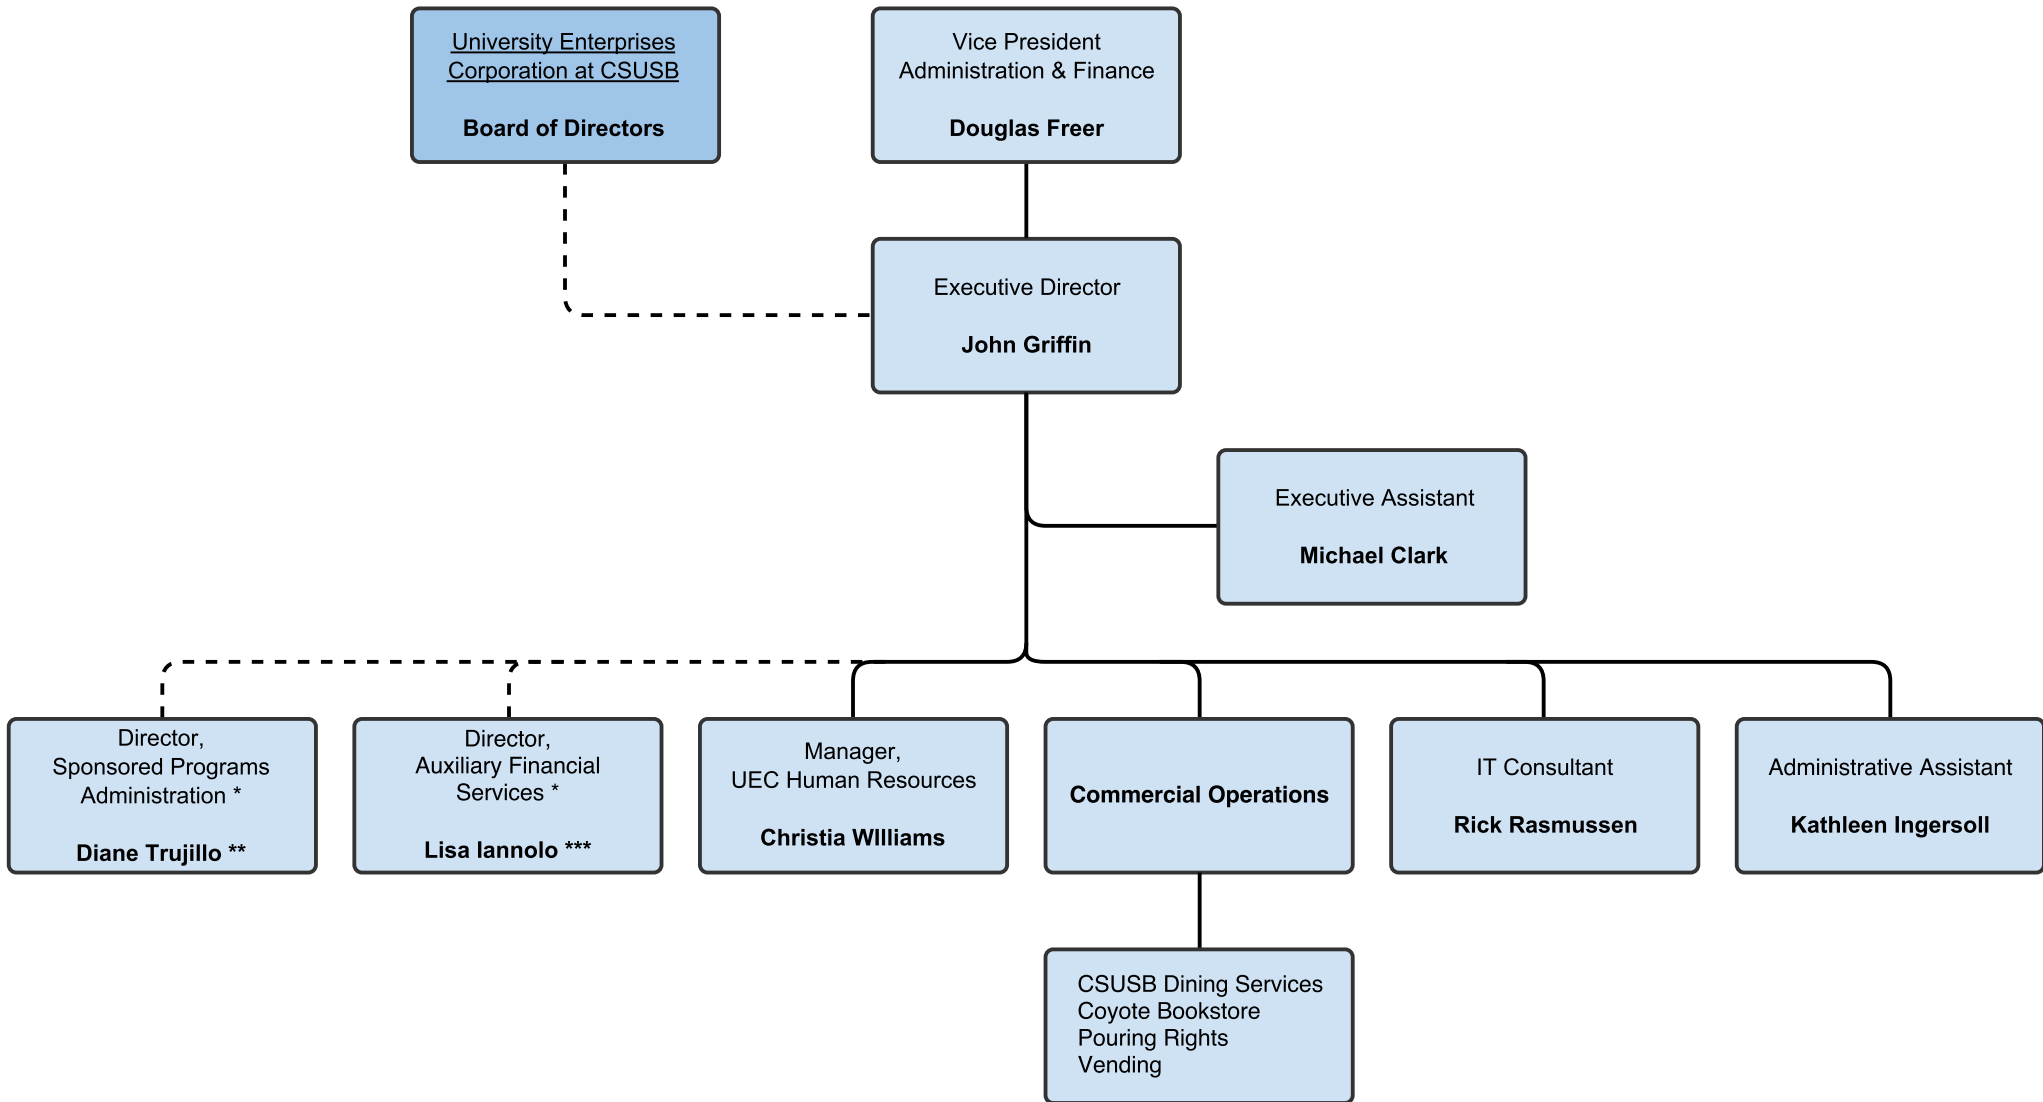 University Enterprises
Corporation at CSUSB
Board of Directors
Vice President
Administration & Finance
Douglas Freer
Executive Director
John Griffin
Executive Assistant
Michael Clark
Director,
Sponsored Programs
Administration *
Diane Trujillo **
Director,
Auxiliary Financial
Services *
Lisa Iannolo ***
Manager,
UEC Human Resources
Christia WIlliams
Commercial Operations
IT Consultant
Rick Rasmussen
Administrative Assistant
Kathleen Ingersoll
CSUSB Dining Services
Coyote Bookstore
Pouring Rights
Vending